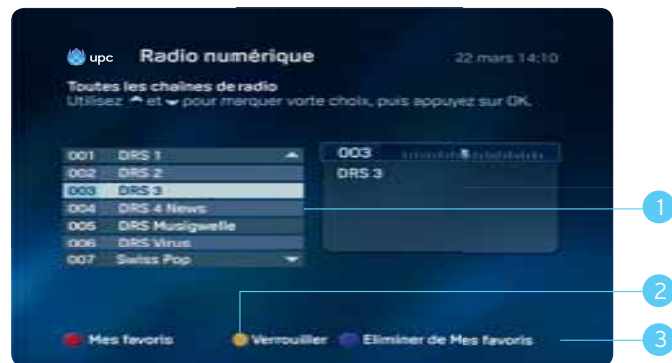 upc Radio numérique 22 mars 14:10
Toutes les chaînes de radio
Utilisez et pour marquer vorte choix, puis appuyez sur OK.
001 DRS 1
002 DRS 2
003 DRS 3
004 DRS 4 News
005 DRS Musigwelle
006 DRS Virus
007 Swiss Pop
003
DRS 3
1
2
3
Mes favoris Verrouiller Eliminer de Mes favoris